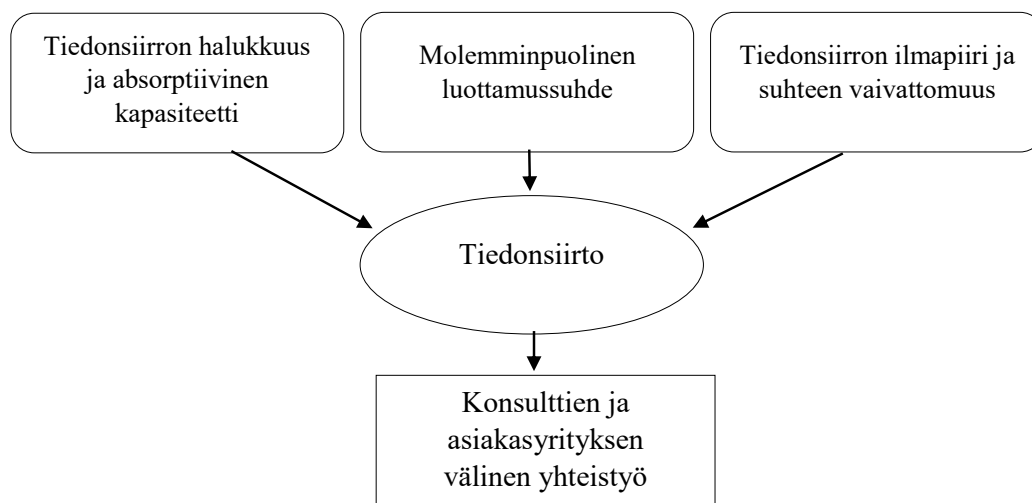 Tiedonsiirron halukkuus
ja absorptiivinen
kapasiteetti
Molemminpuolinen
luottamussuhde
Tiedonsiirron ilmapiiri ja
suhteen vaivattomuus
Tiedonsiirto
Konsulttien ja
asiakasyrityksen
välinen yhteistyö